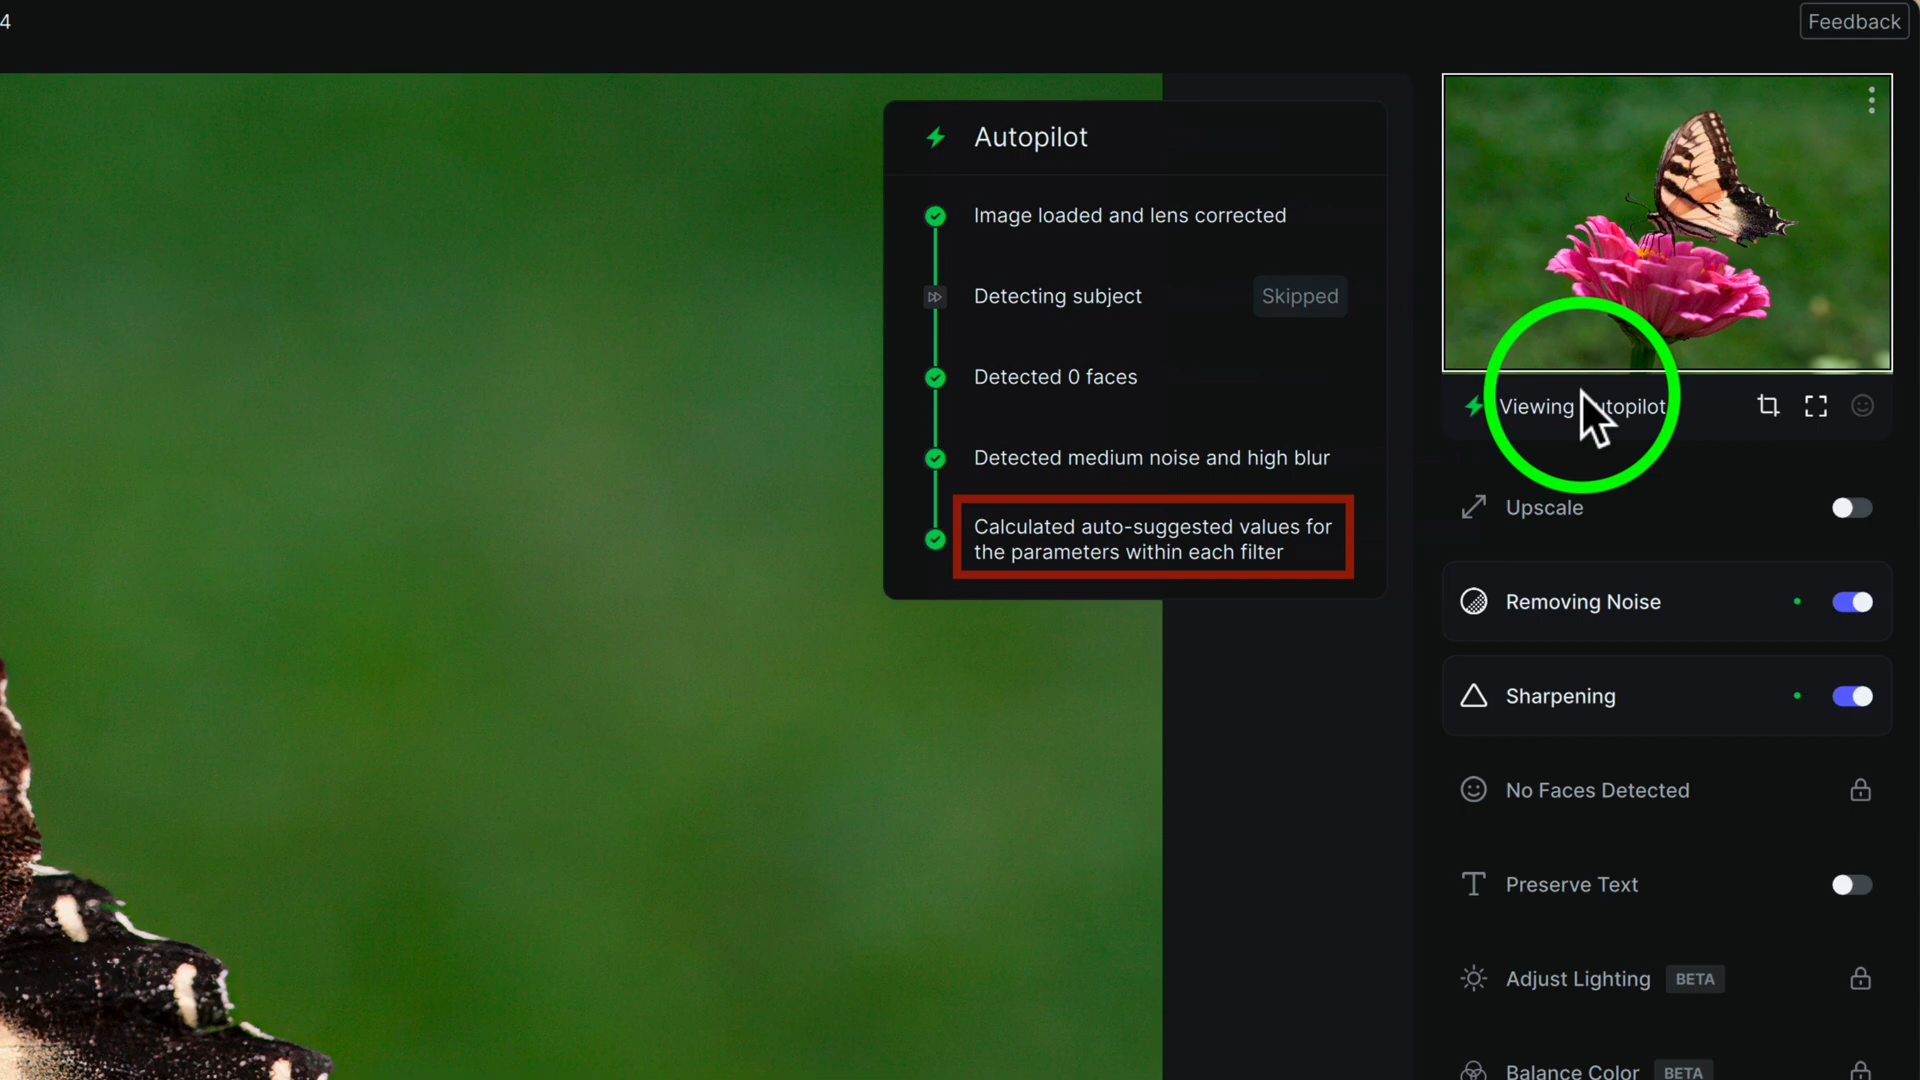 4
Feedback
Autopilot
Image loaded and lens corrected
Detecting subject
Skipped
Detected 0 faces
Detected medium noise and high blur
Calculated auto-suggested values for
the parameters within each filter
Viewing
Upscale
Removing Noise
Sharpening
No Faces Detected
Preserve Text
Adjust Lighting BETA
Balance Color BETA